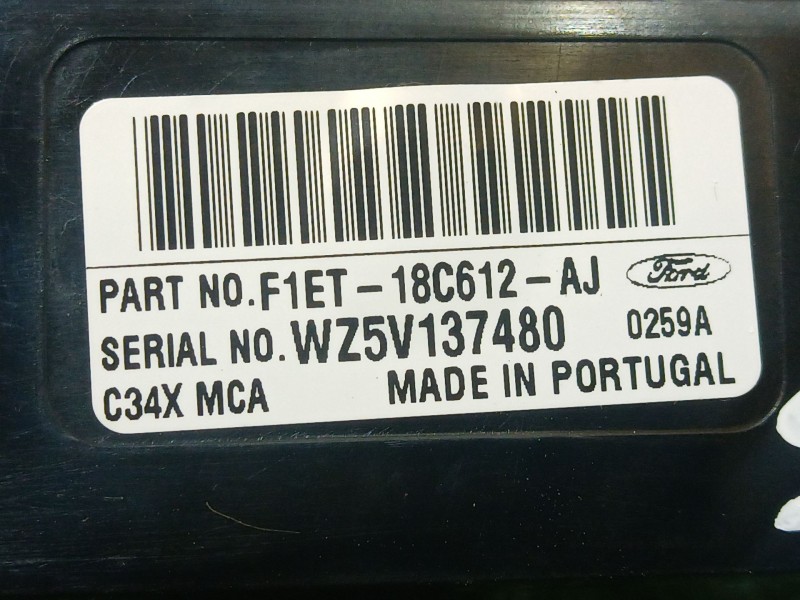 PART NO. F1ET-18C612-AJ Ford
SERIAL NO. WZ5V137480 0259A
C34X MCA MADE IN PORTUGAL